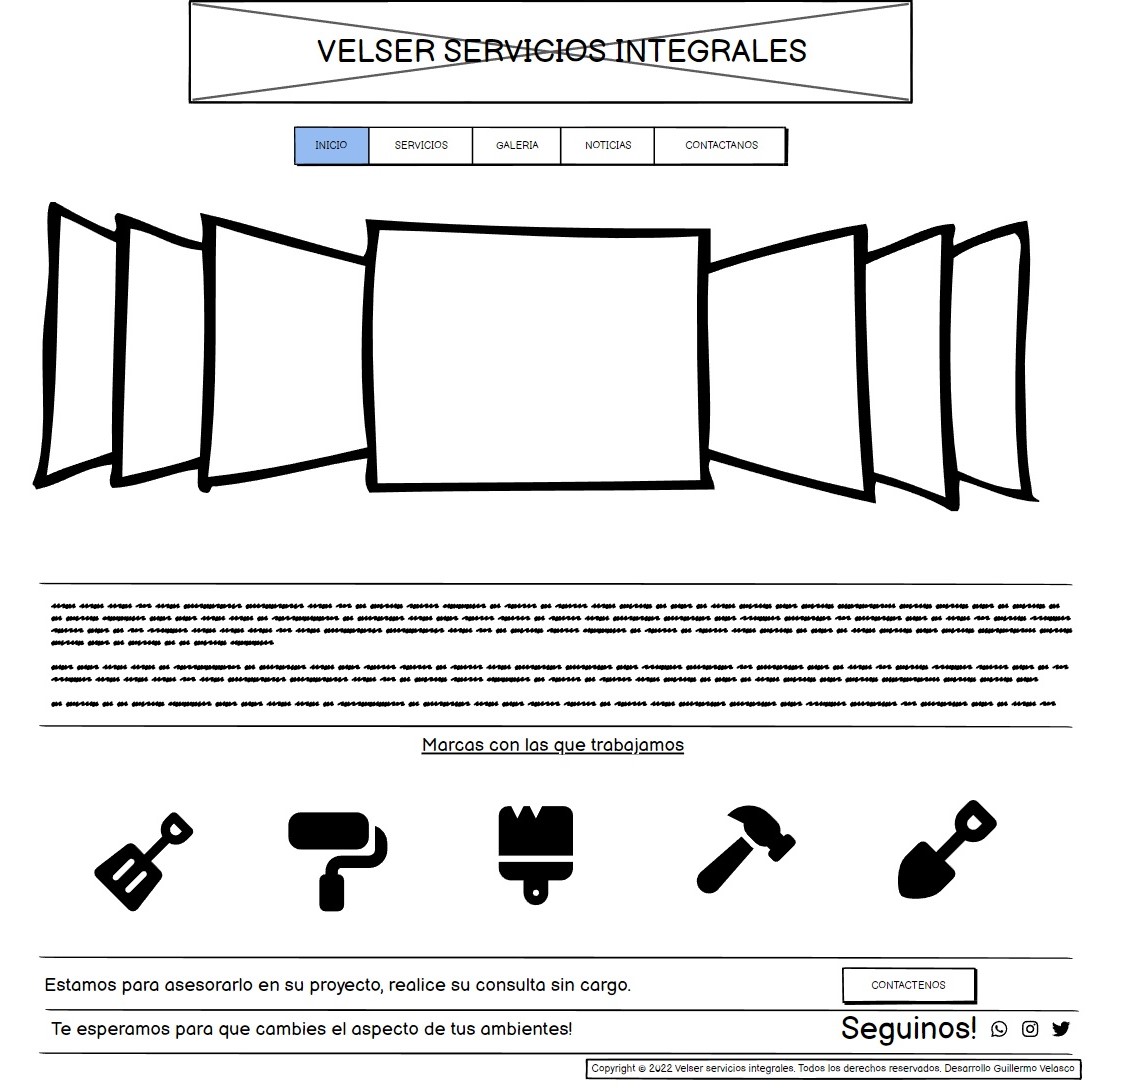 VELSER SERVICIOS INTEGRALES
INICIO SERVICIOS GALERIA NOTICIAS CONTACTANOS
Marcas con las que trabajamos
Estamos para asesorarlo en su proyecto, realice su consulta sin cargo.
CONTACTENOS
Te esperamos para que cambies el aspecto de tus ambientes!
Seguinos!
Copyright © 2022 Velser servicios integrales. Todos los derechos reservados. Desarrollo Guillermo Velasco